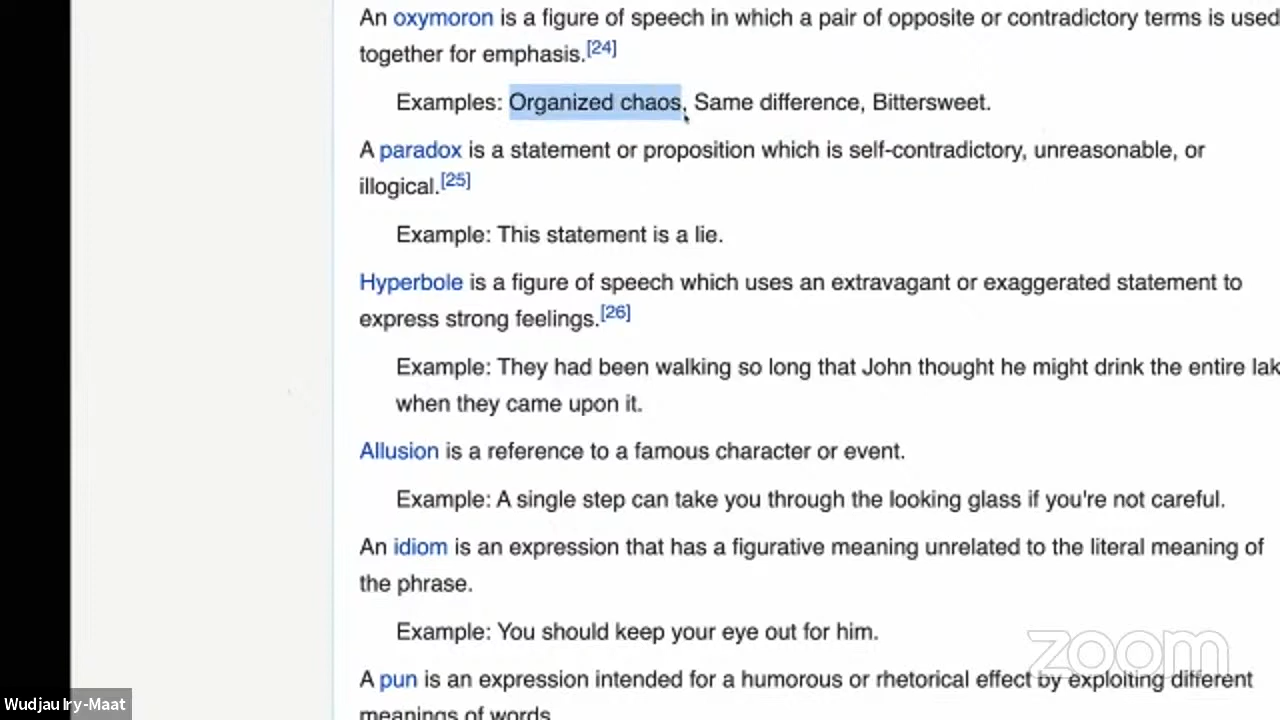 An oxymoron is a figure of speech in which a pair of opposite or contradictory terms is used
together for emphasis.[24]
Examples: Organized chaos, Same difference, Bittersweet.
A paradox is a statement or proposition which is self-contradictory, unreasonable, or
illogical.[25]
Example: This statement is a lie.
Hyperbole is a figure of speech which uses an extravagant or exaggerated statement to
express strong feelings.[26]
Example: They had been walking so long that John thought he might drink the entire lak
when they came upon it.
Allusion is a reference to a famous character or event.
Example: A single step can take you through the looking glass if you're not careful.
An idiom is an expression that has a figurative meaning unrelated to the literal meaning of
the phrase.
Example: You should keep your eye out for him.
zoom
A pun is an expression intended for a humorous or rhetorical effect by exploiting different
meanings of words.
Wudjau Iry-Maat